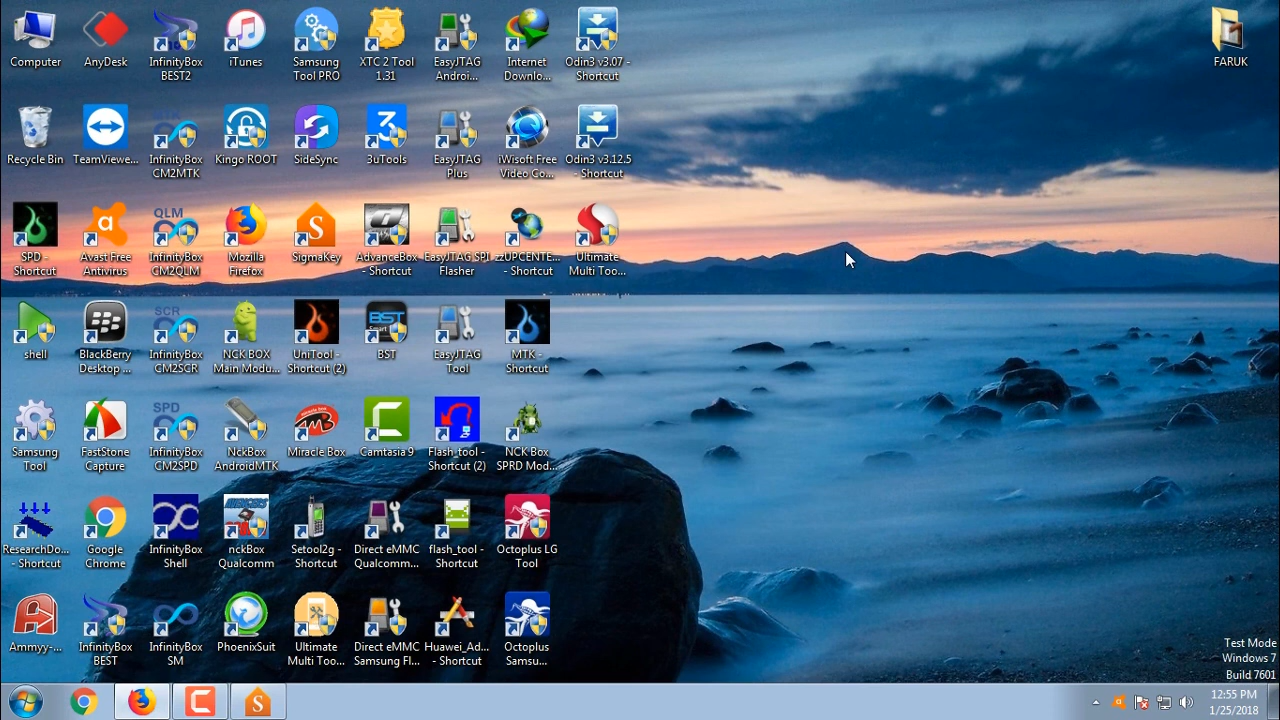 Computer
AnyDesk
InfinityBox
BEST2
iTunes
Samsung
Tool PRO
XTC 2 Tool
1.31
EasyJTAG
Androi...
Internet
Downlo...
Odin3 v3.07 -
Shortcut
FARUK
Recycle Bin
TeamViewe...
InfinityBox
CM2MTK
Kingo ROOT
SideSync
3uTools
EasyJTAG
Plus
iWisoft Free
Video Co...
Odin3 v3.12.5
- Shortcut
QLM
SPD -
Shortcut
Avast Free
Antivirus
InfinityBox
CM2QLM
Mozilla
Firefox
SigmaKey
AdvanceBox
- Shortcut
EasyJTAG SPI
Flasher
zzUPCENTE...
- Shortcut
Ultimate
Multi Too...
SCR
BST
shell
BlackBerry
Desktop ...
InfinityBox
CM2SCR
NCK BOX
Main Modu...
UniTool -
Shortcut (2)
BST
EasyJTAG
Tool
MTK -
Shortcut
SPD
Samsung
Tool
FastStone
Capture
InfinityBox
CM2SPD
NckBox
AndroidMTK
Miracle Box
Camtasia 9
Flash_tool -
Shortcut (2)
NCK Box
SPRD Mod...
ResearchDo...
- Shortcut
Google
Chrome
InfinityBox
Shell
nckBox
Qualcomm
Setool2g -
Shortcut
Direct eMMC
Qualcomm...
flash_tool -
Shortcut
Octoplus LG
Tool
Ammyy-...
InfinityBox
BEST
InfinityBox
SM
PhoenixSuit
Ultimate
Multi Too...
Direct eMMC
Samsung Fl...
Huawei_Ad...
- Shortcut
Octoplus
Samsu...
Test Mode
Windows 7
Build 7601
12:55 PM
1/25/2018